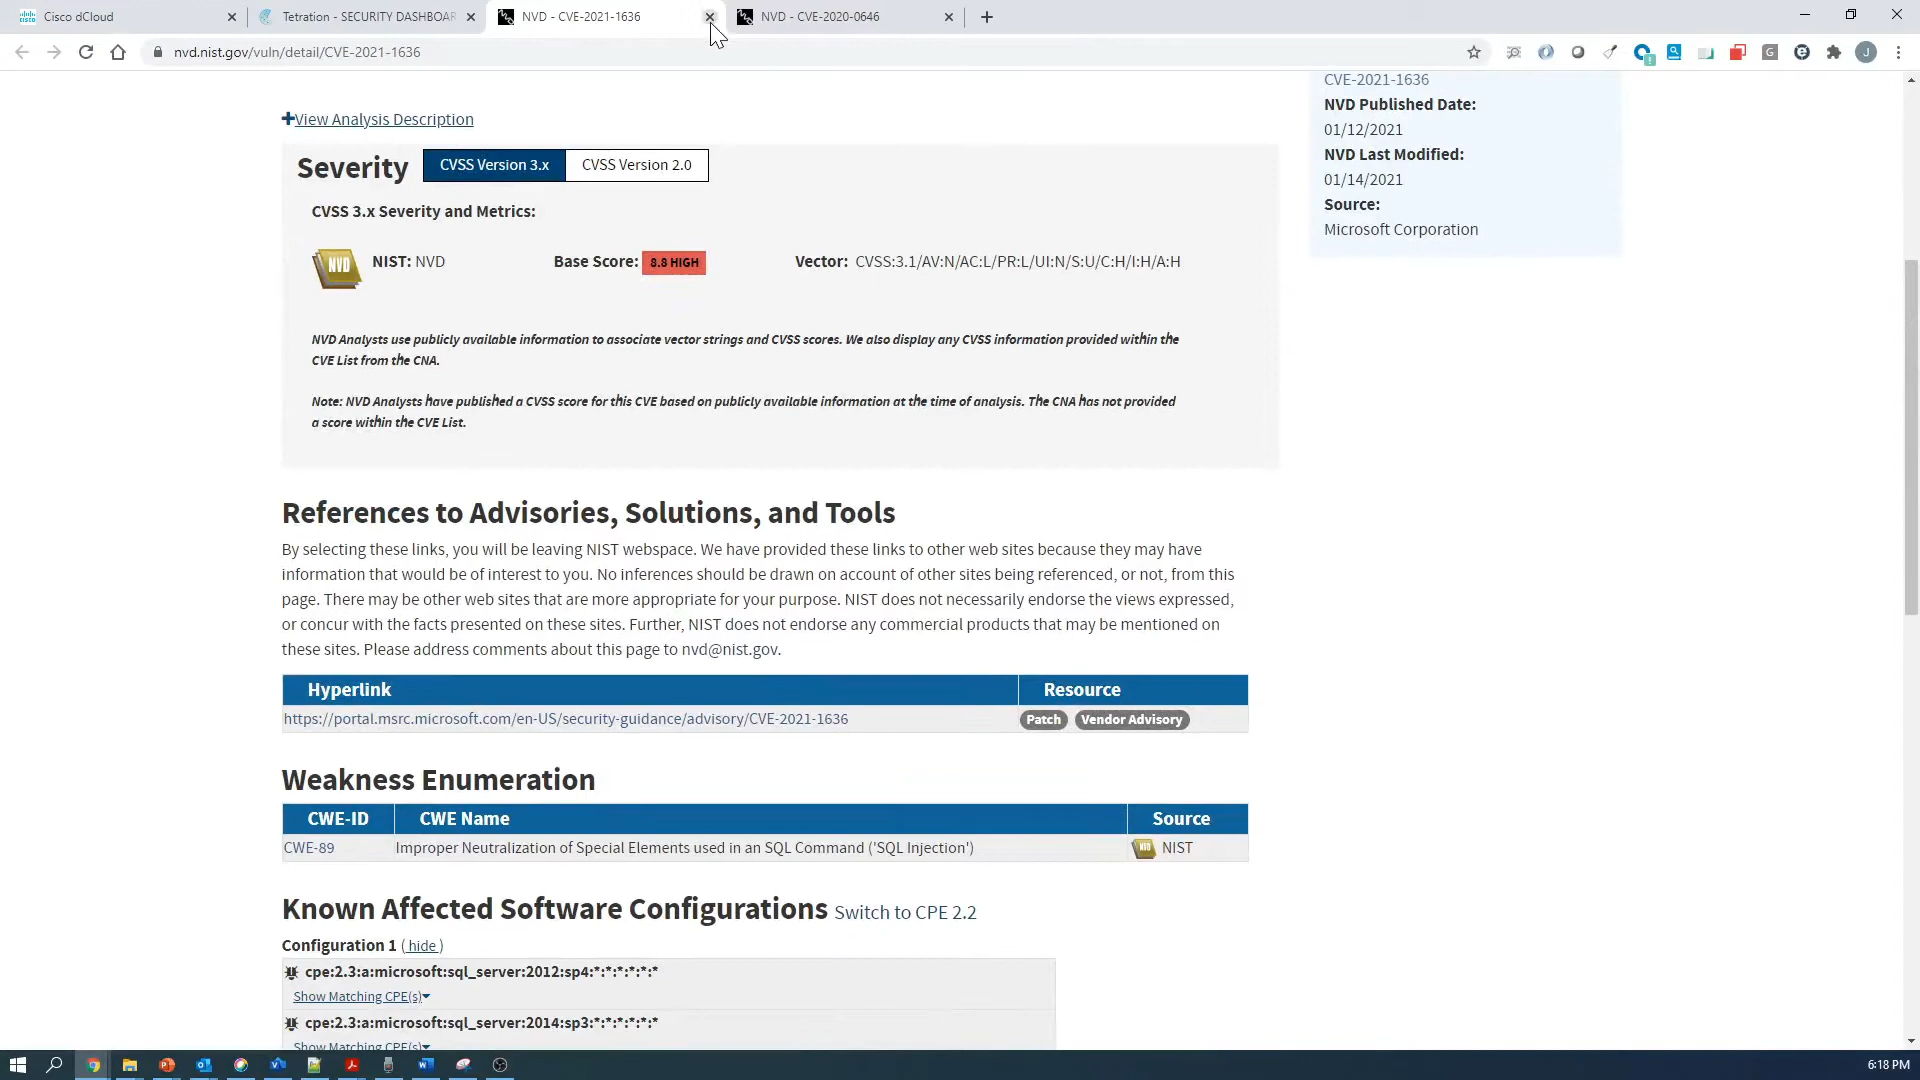 Cisco dCloud
Tetration - SECURITY DASHBOAR
NVD - CVE-2021-1636
NVD - CVE-2020-0646
nvd.nist.gov/vuln/detail/CVE-2021-1636
J
CVE-2021-1636
NVD Published Date:
01/12/2021
NVD Last Modified:
01/14/2021
Source:
Microsoft Corporation
View Analysis Description
Severity
CVSS Version 3.x
CVSS Version 2.0
CVSS 3.x Severity and Metrics:
NVD
NIST: NVD
Base Score: 8.8 HIGH
Vector: CVSS:3.1/AV:N/AC:L/PR:L/UI:N/S:U/C:H/I:H/A:H
NVD Analysts use publicly available information to associate vector strings and CVSS scores. We also display any CVSS information provided within the
CVE List from the CNA.
Note: NVD Analysts have published a CVSS score for this CVE based on publicly available information at the time of analysis. The CNA has not provided
a score within the CVE List.
References to Advisories, Solutions, and Tools
By selecting these links, you will be leaving NIST webspace. We have provided these links to other web sites because they may have
information that would be of interest to you. No inferences should be drawn on account of other sites being referenced, or not, from this
page. There may be other web sites that are more appropriate for your purpose. NIST does not necessarily endorse the views expressed,
or concur with the facts presented on these sites. Further, NIST does not endorse any commercial products that may be mentioned on
these sites. Please address comments about this page to nvd@nist.gov.
Hyperlink Resource
https://portal.msrc.microsoft.com/en-US/security-guidance/advisory/CVE-2021-1636 Patch Vendor Advisory
Weakness Enumeration
CWE-ID CWE Name Source
CWE-89 Improper Neutralization of Special Elements used in an SQL Command ('SQL Injection') NIST
Known Affected Software Configurations Switch to CPE 2.2
Configuration 1 ( hide )
cpe:2.3:a:microsoft:sql_server:2012:sp4:*:*:*:*:*:*
Show Matching CPE(s)
cpe:2.3:a:microsoft:sql_server:2014:sp3:*:*:*:*:*:*
Show Matching CPE(s)
6:18 PM